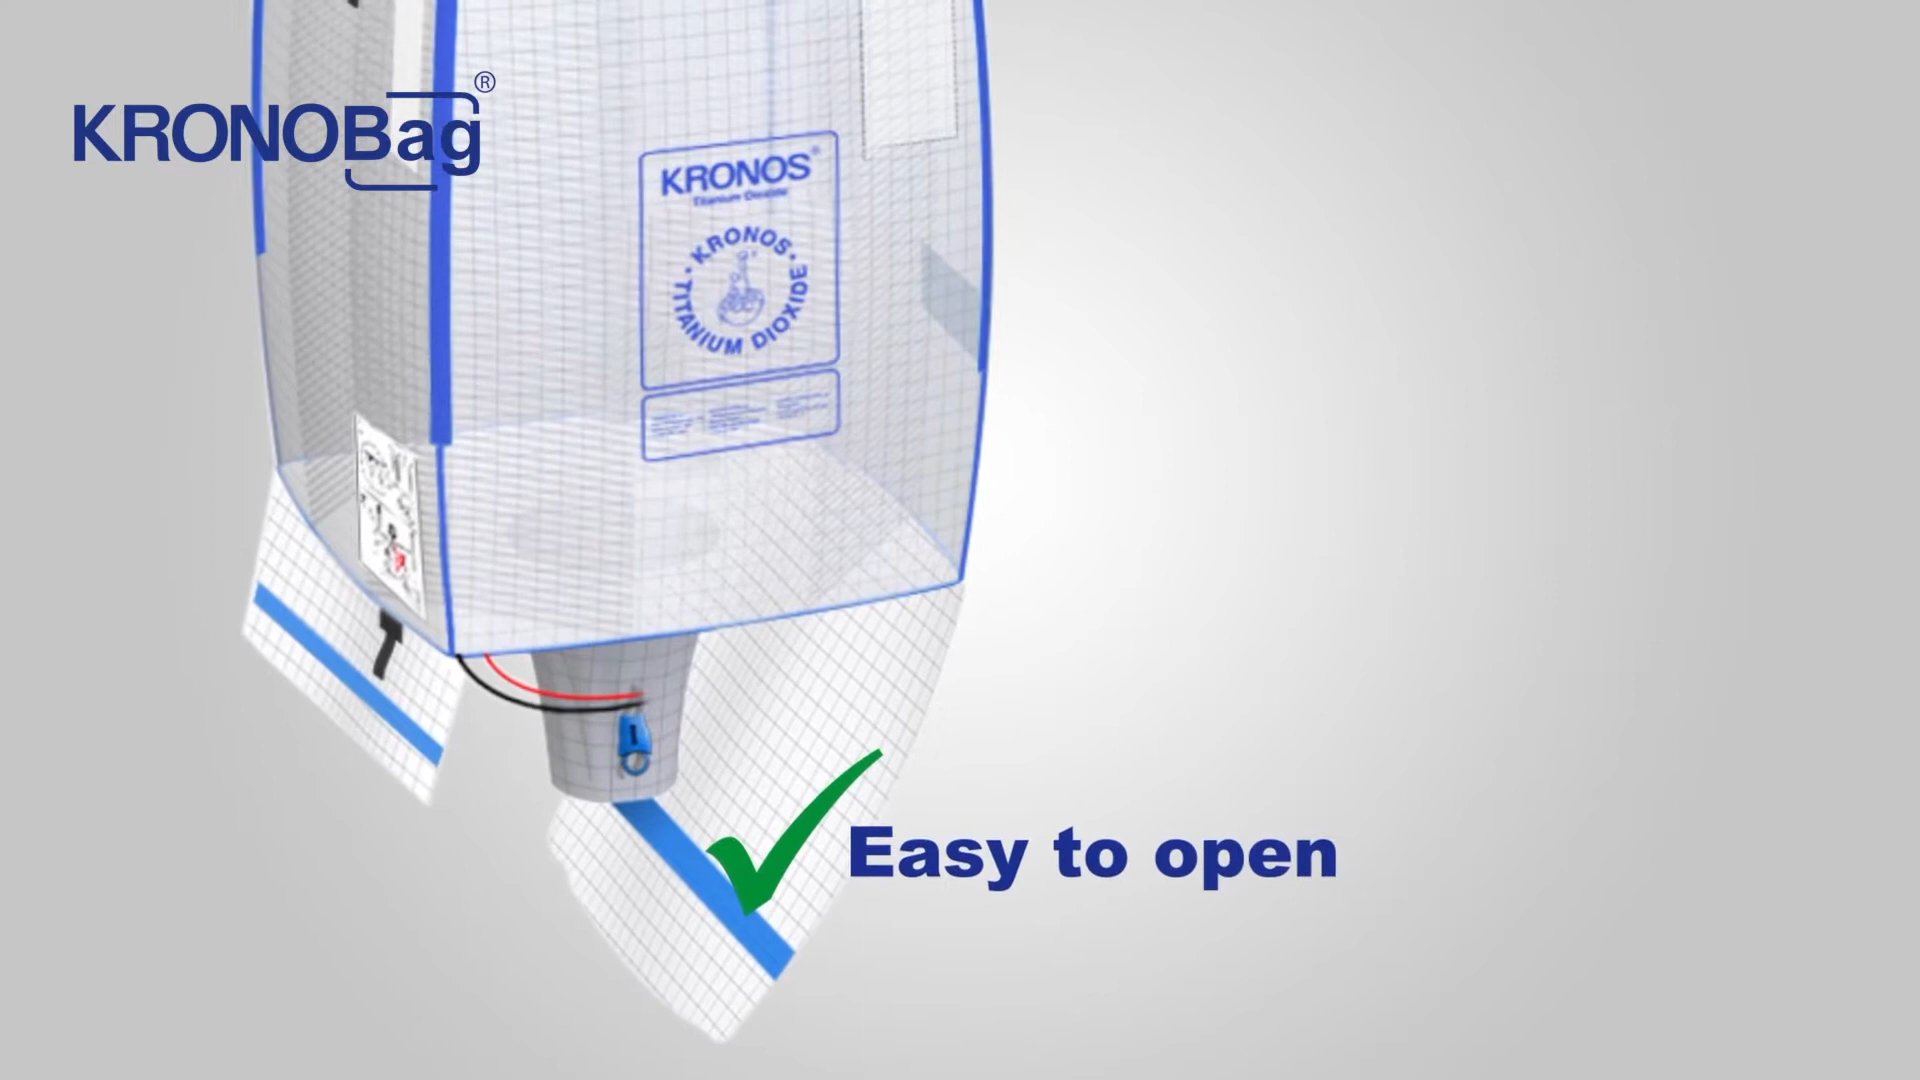 KRONOBag®
KRONOS®
Titanium Dioxide
• KRONOS •
TITANIUM DIOXIDE
Easy to open